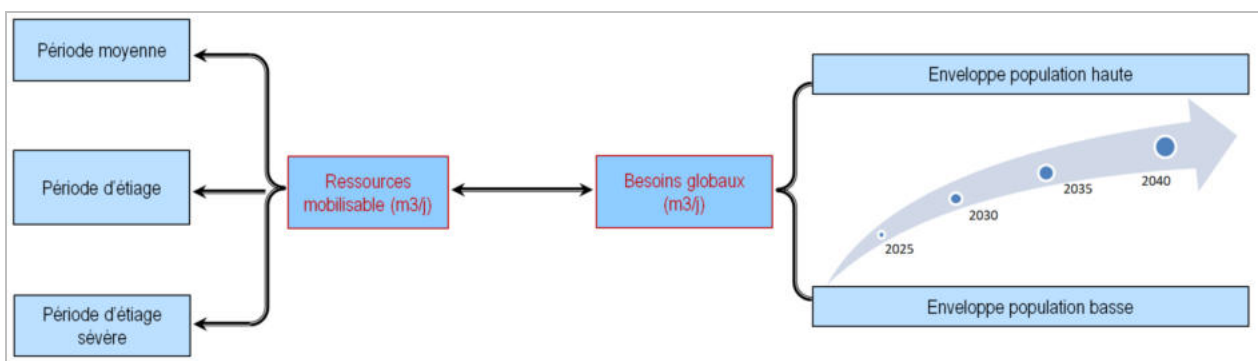 Période moyenne
Période d'étiage
Période d'étiage
sévère
Ressources
mobilisable (m3/j)
Besoins globaux
(m3/j)
Enveloppe population haute
2025
2030
2035
2040
Enveloppe population basse